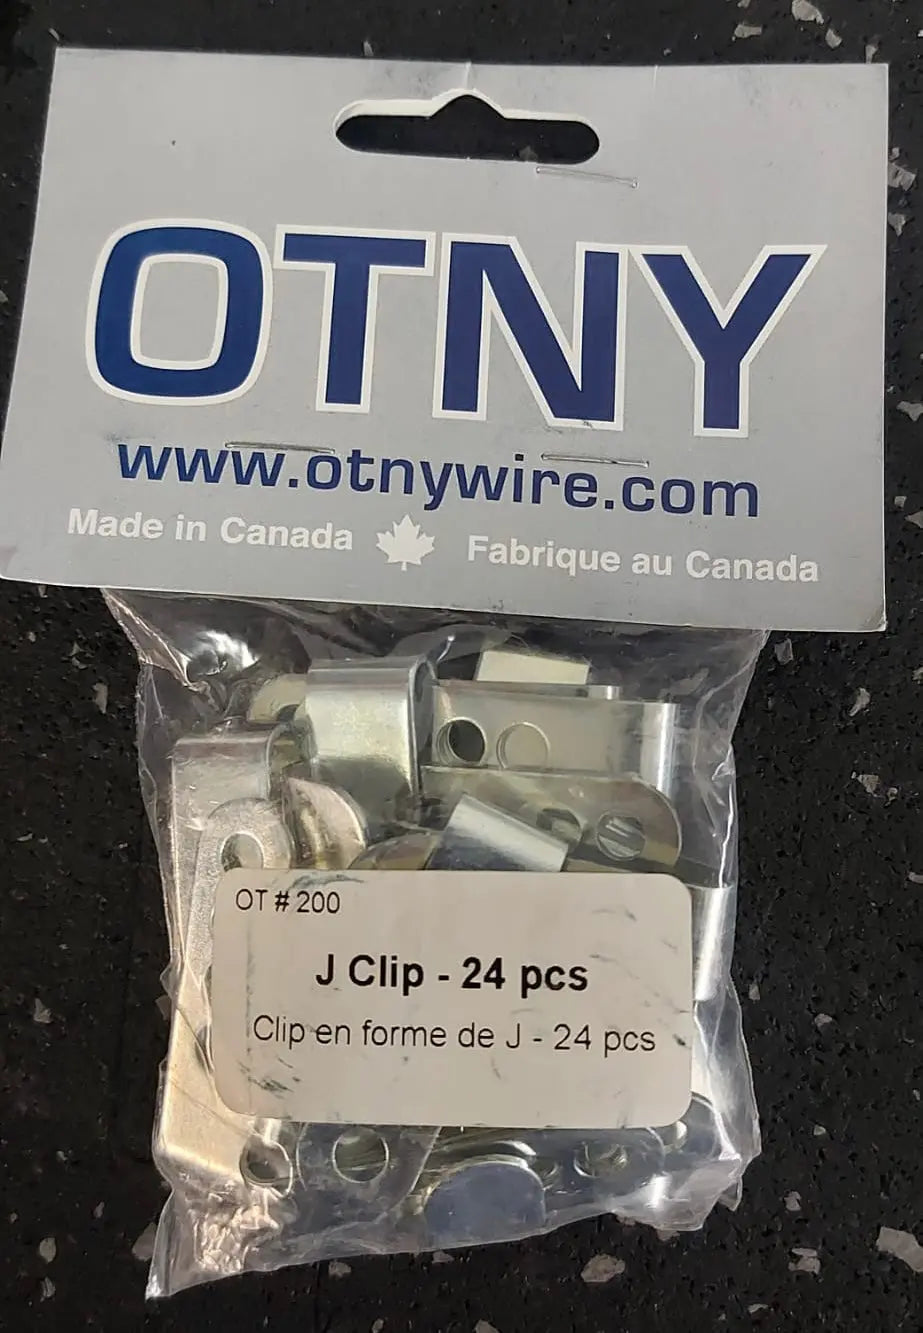 OTNY
www.otnywire.com
Made in Canada Fabrique au Canada
OT # 200
J Clip - 24 pcs
Clip en forme de J - 24 pcs